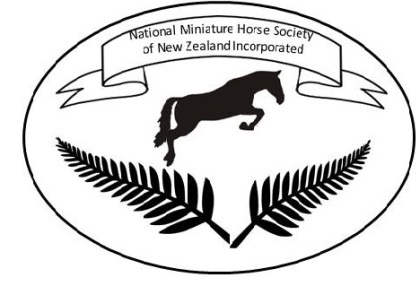 National Miniature Horse Society
of New Zealand Incorporated